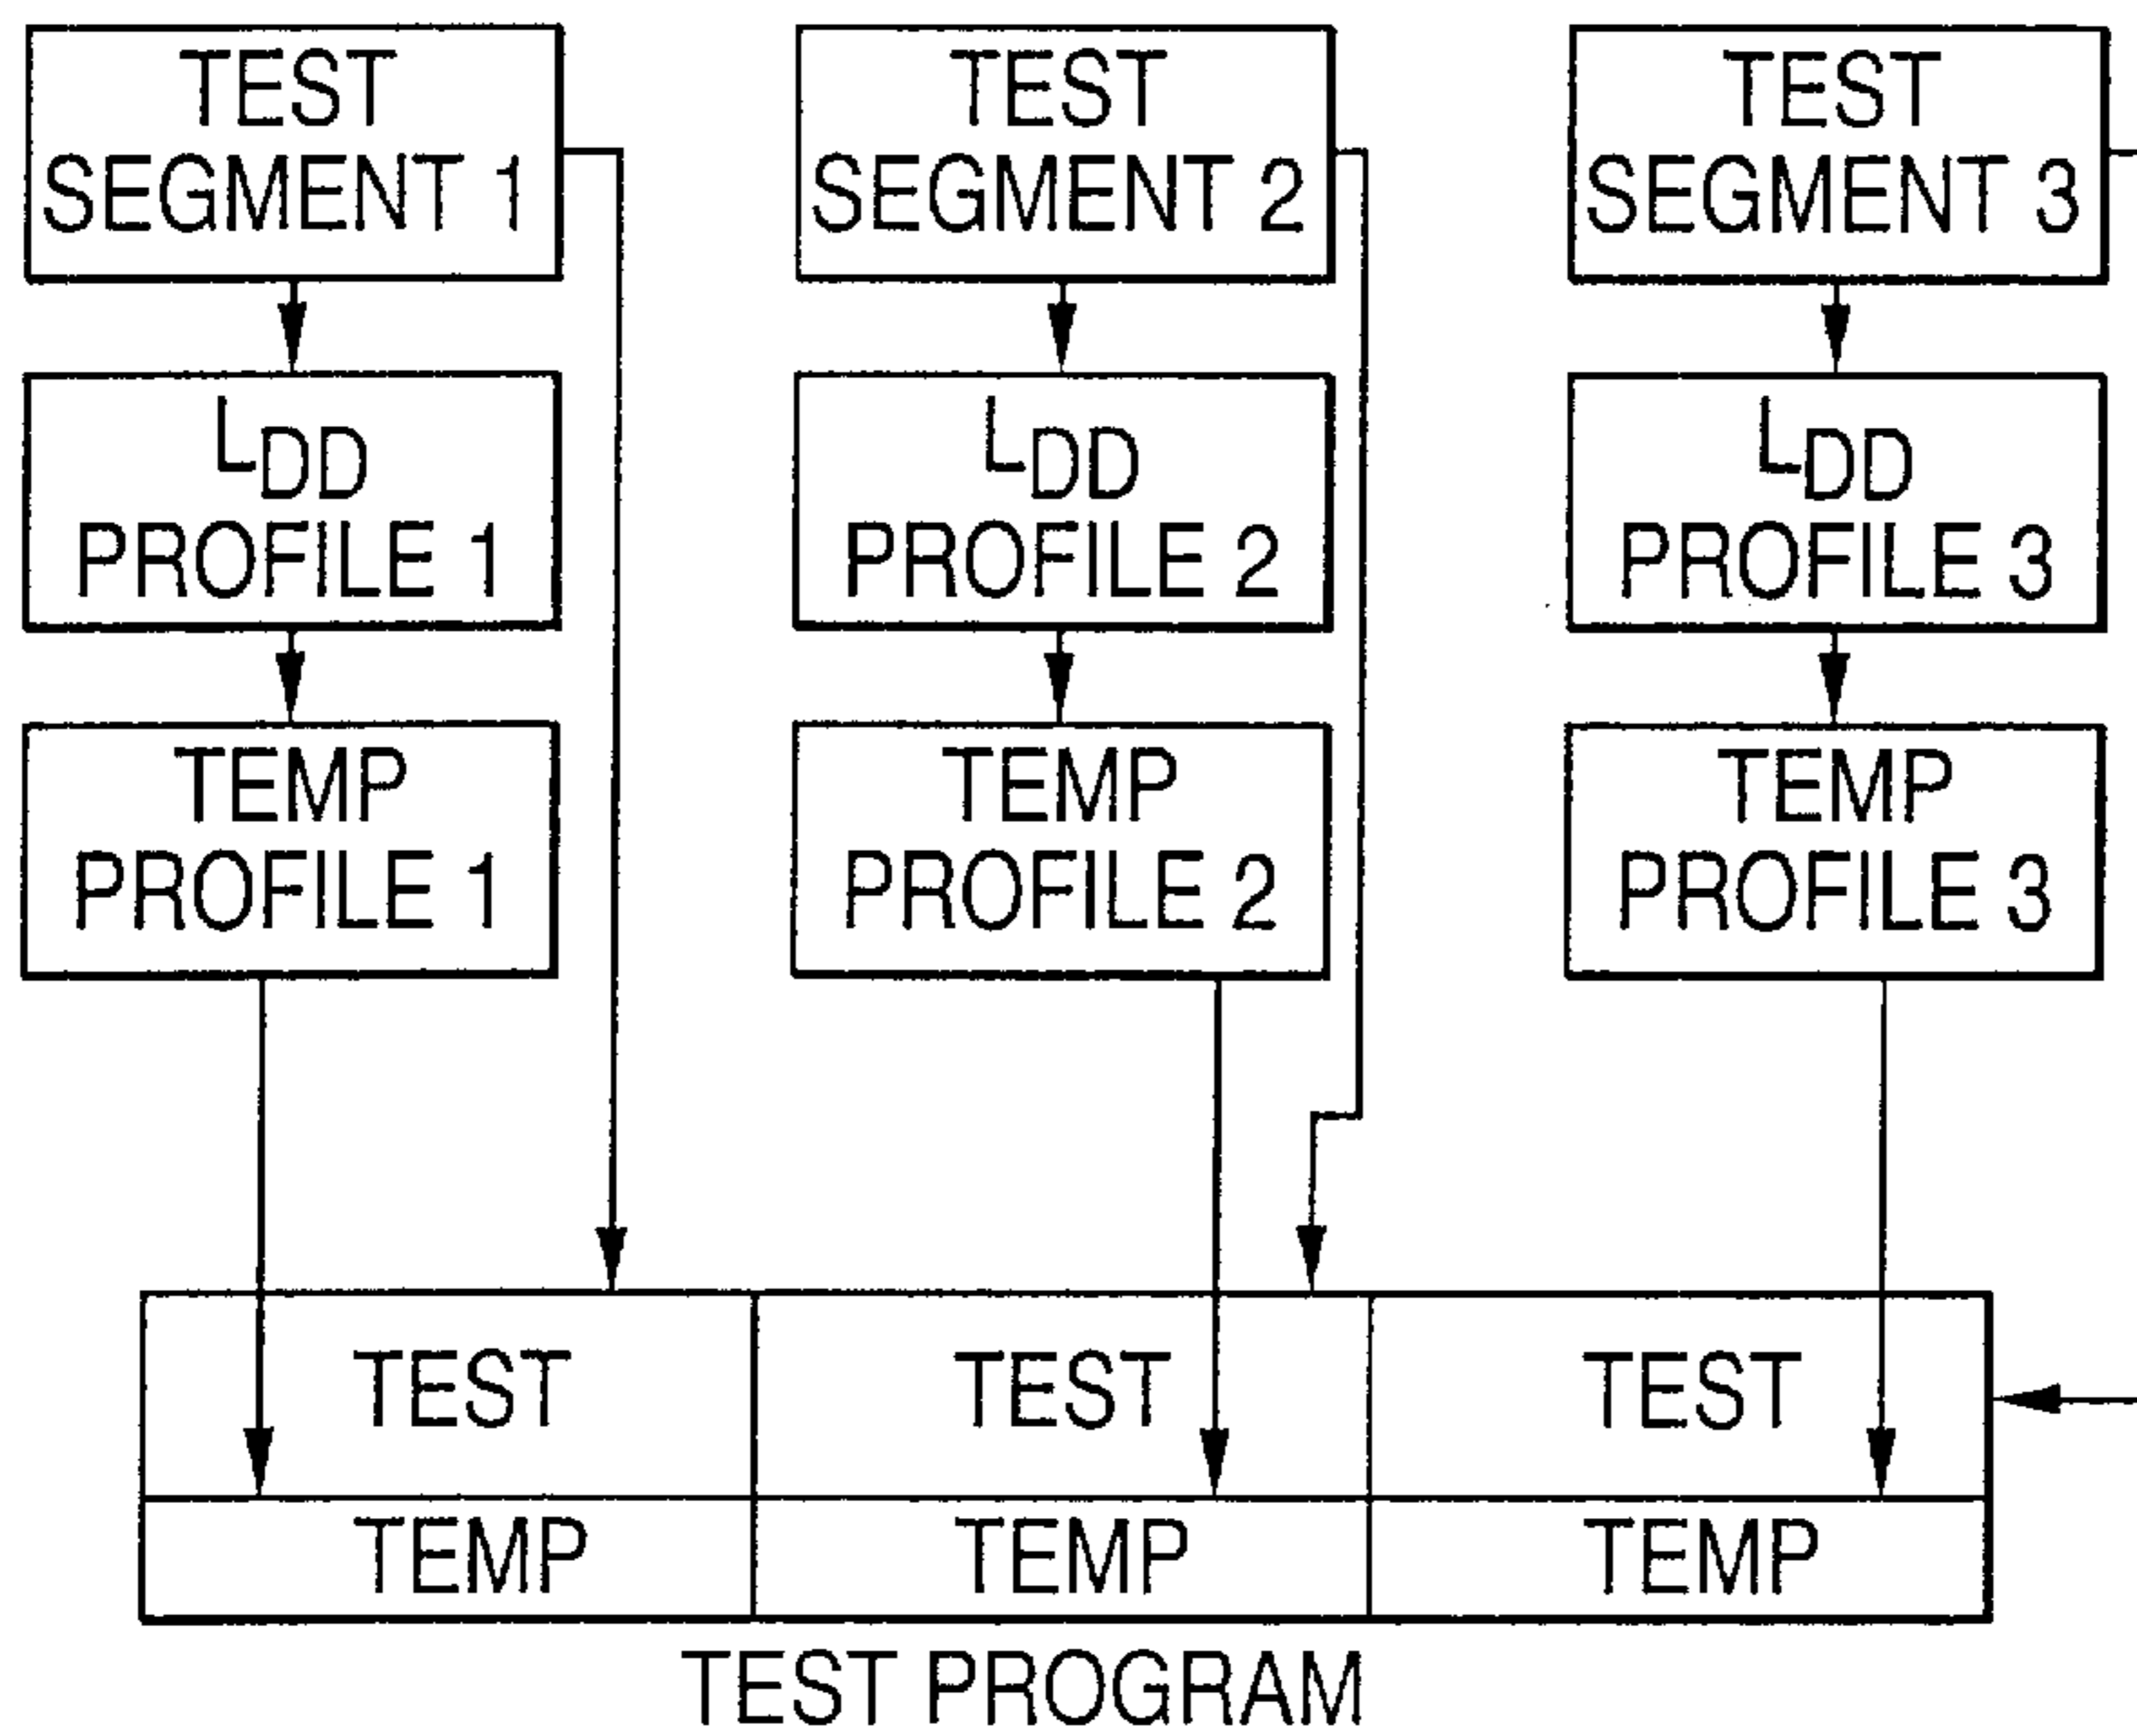 TEST
SEGMENT 1
TEST
SEGMENT 2
TEST
SEGMENT 3
LDD
PROFILE 1
LDD
PROFILE 2
LDD
PROFILE 3
TEMP
PROFILE 1
TEMP
PROFILE 2
TEMP
PROFILE 3
TEST
TEST
TEST
TEMP
TEMP
TEMP
TEST PROGRAM